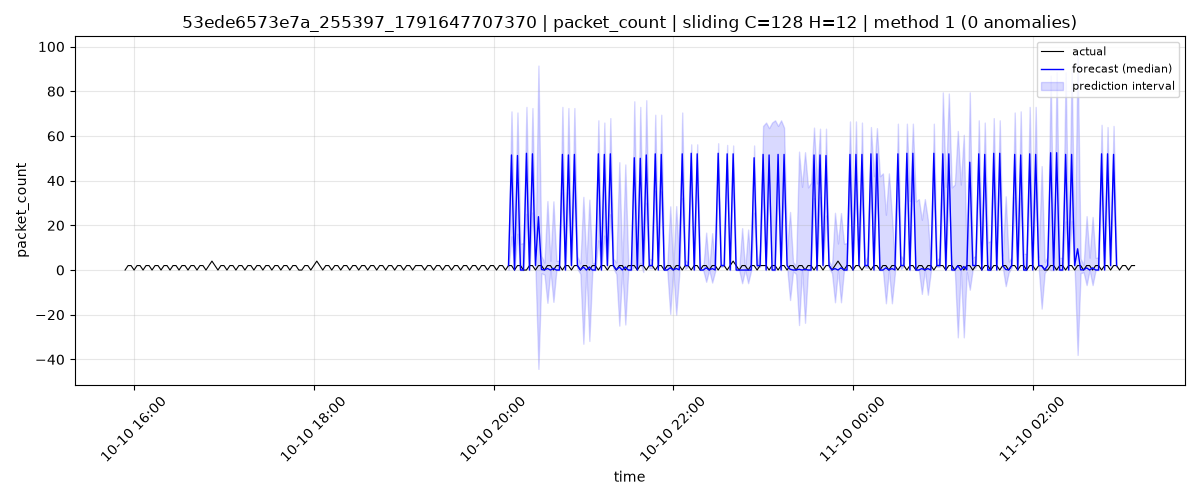 53ede6573e7a_255397_1791647707370 | packet_count | sliding C=128 H=12 | method 1 (0 anomalies)
actual
forecast (median)
prediction interval
100
80
60
40
20
0
−20
−40
packet_count
10-10 16:00
10-10 18:00
10-10 20:00
10-10 22:00
11-10 00:00
11-10 02:00
time